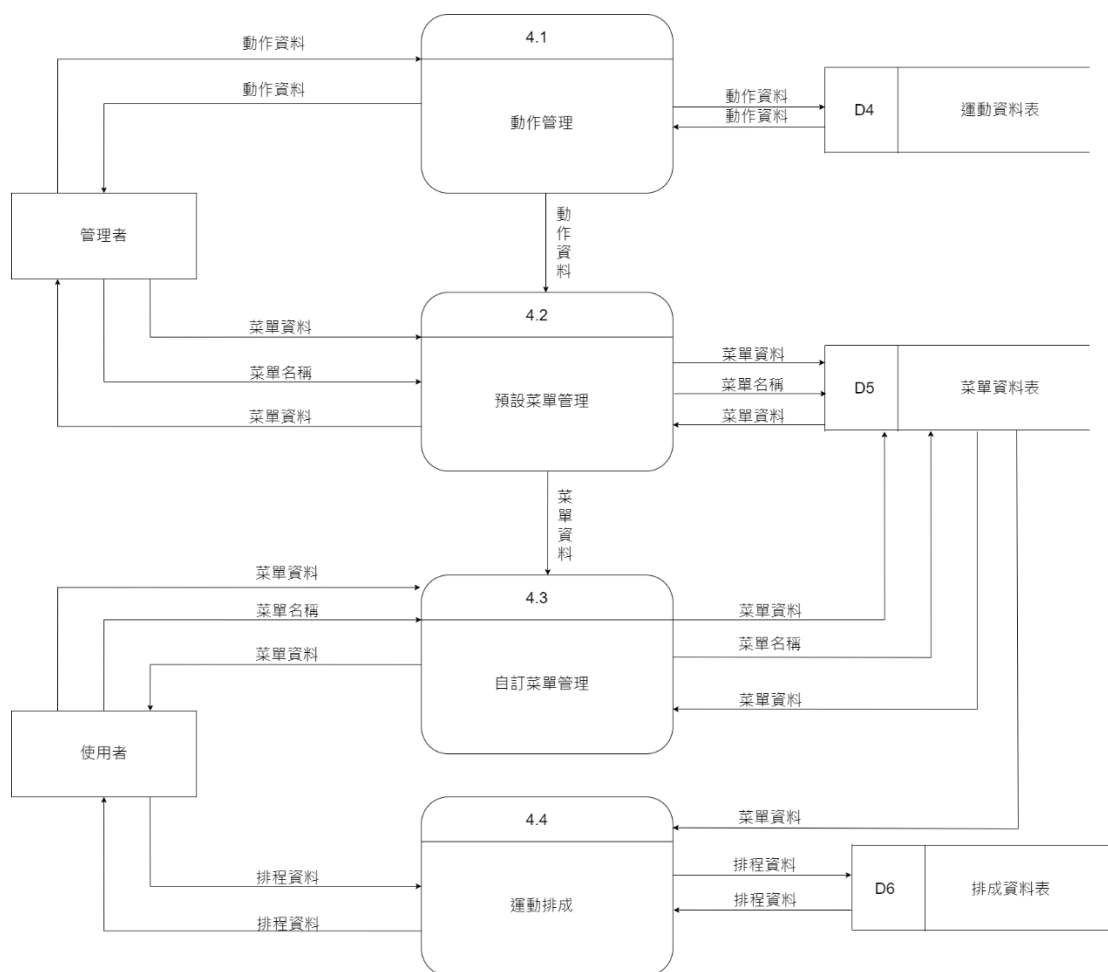 4.1
動作資料
動作資料
動作管理
動作資料
動作資料
D4
運動資料表
管理者
動作資料
4.2
菜單資料
菜單名稱
菜單資料
預設菜單管理
菜單資料
菜單名稱
菜單資料
D5
菜單資料表
菜單資料
4.3
菜單資料
菜單名稱
菜單資料
自訂菜單管理
菜單資料
菜單名稱
菜單資料
使用者
4.4
菜單資料
排程資料
排程資料
運動排成
排程資料
排程資料
D6
排成資料表